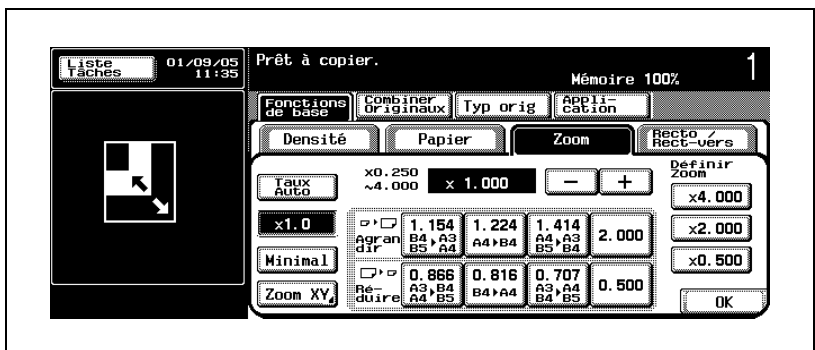 Liste
Tâches
01/09/05
11:35
Prêt à copier.
Mémoire 100%
1
Fonctions
de base
Combiner
Originaux
Typ orig
Appli-
cation
Densité
Papier
Zoom
Recto /
Rect-vers
Taux
Auto
x0.250
~4.000
x 1.000
−
+
Définir
Zoom
x4.000
x1.0
Agran
dir
1.154
B4▸A3
B5▸A4
1.224
A4▸B4
1.414
A4▸A3
B5▸B4
2.000
x2.000
Minimal
x0.500
Zoom XY
Ré-
duire
0.866
A3▸B4
A4▸B5
0.816
B4▸A4
0.707
A3▸A4
B4▸B5
0.500
OK